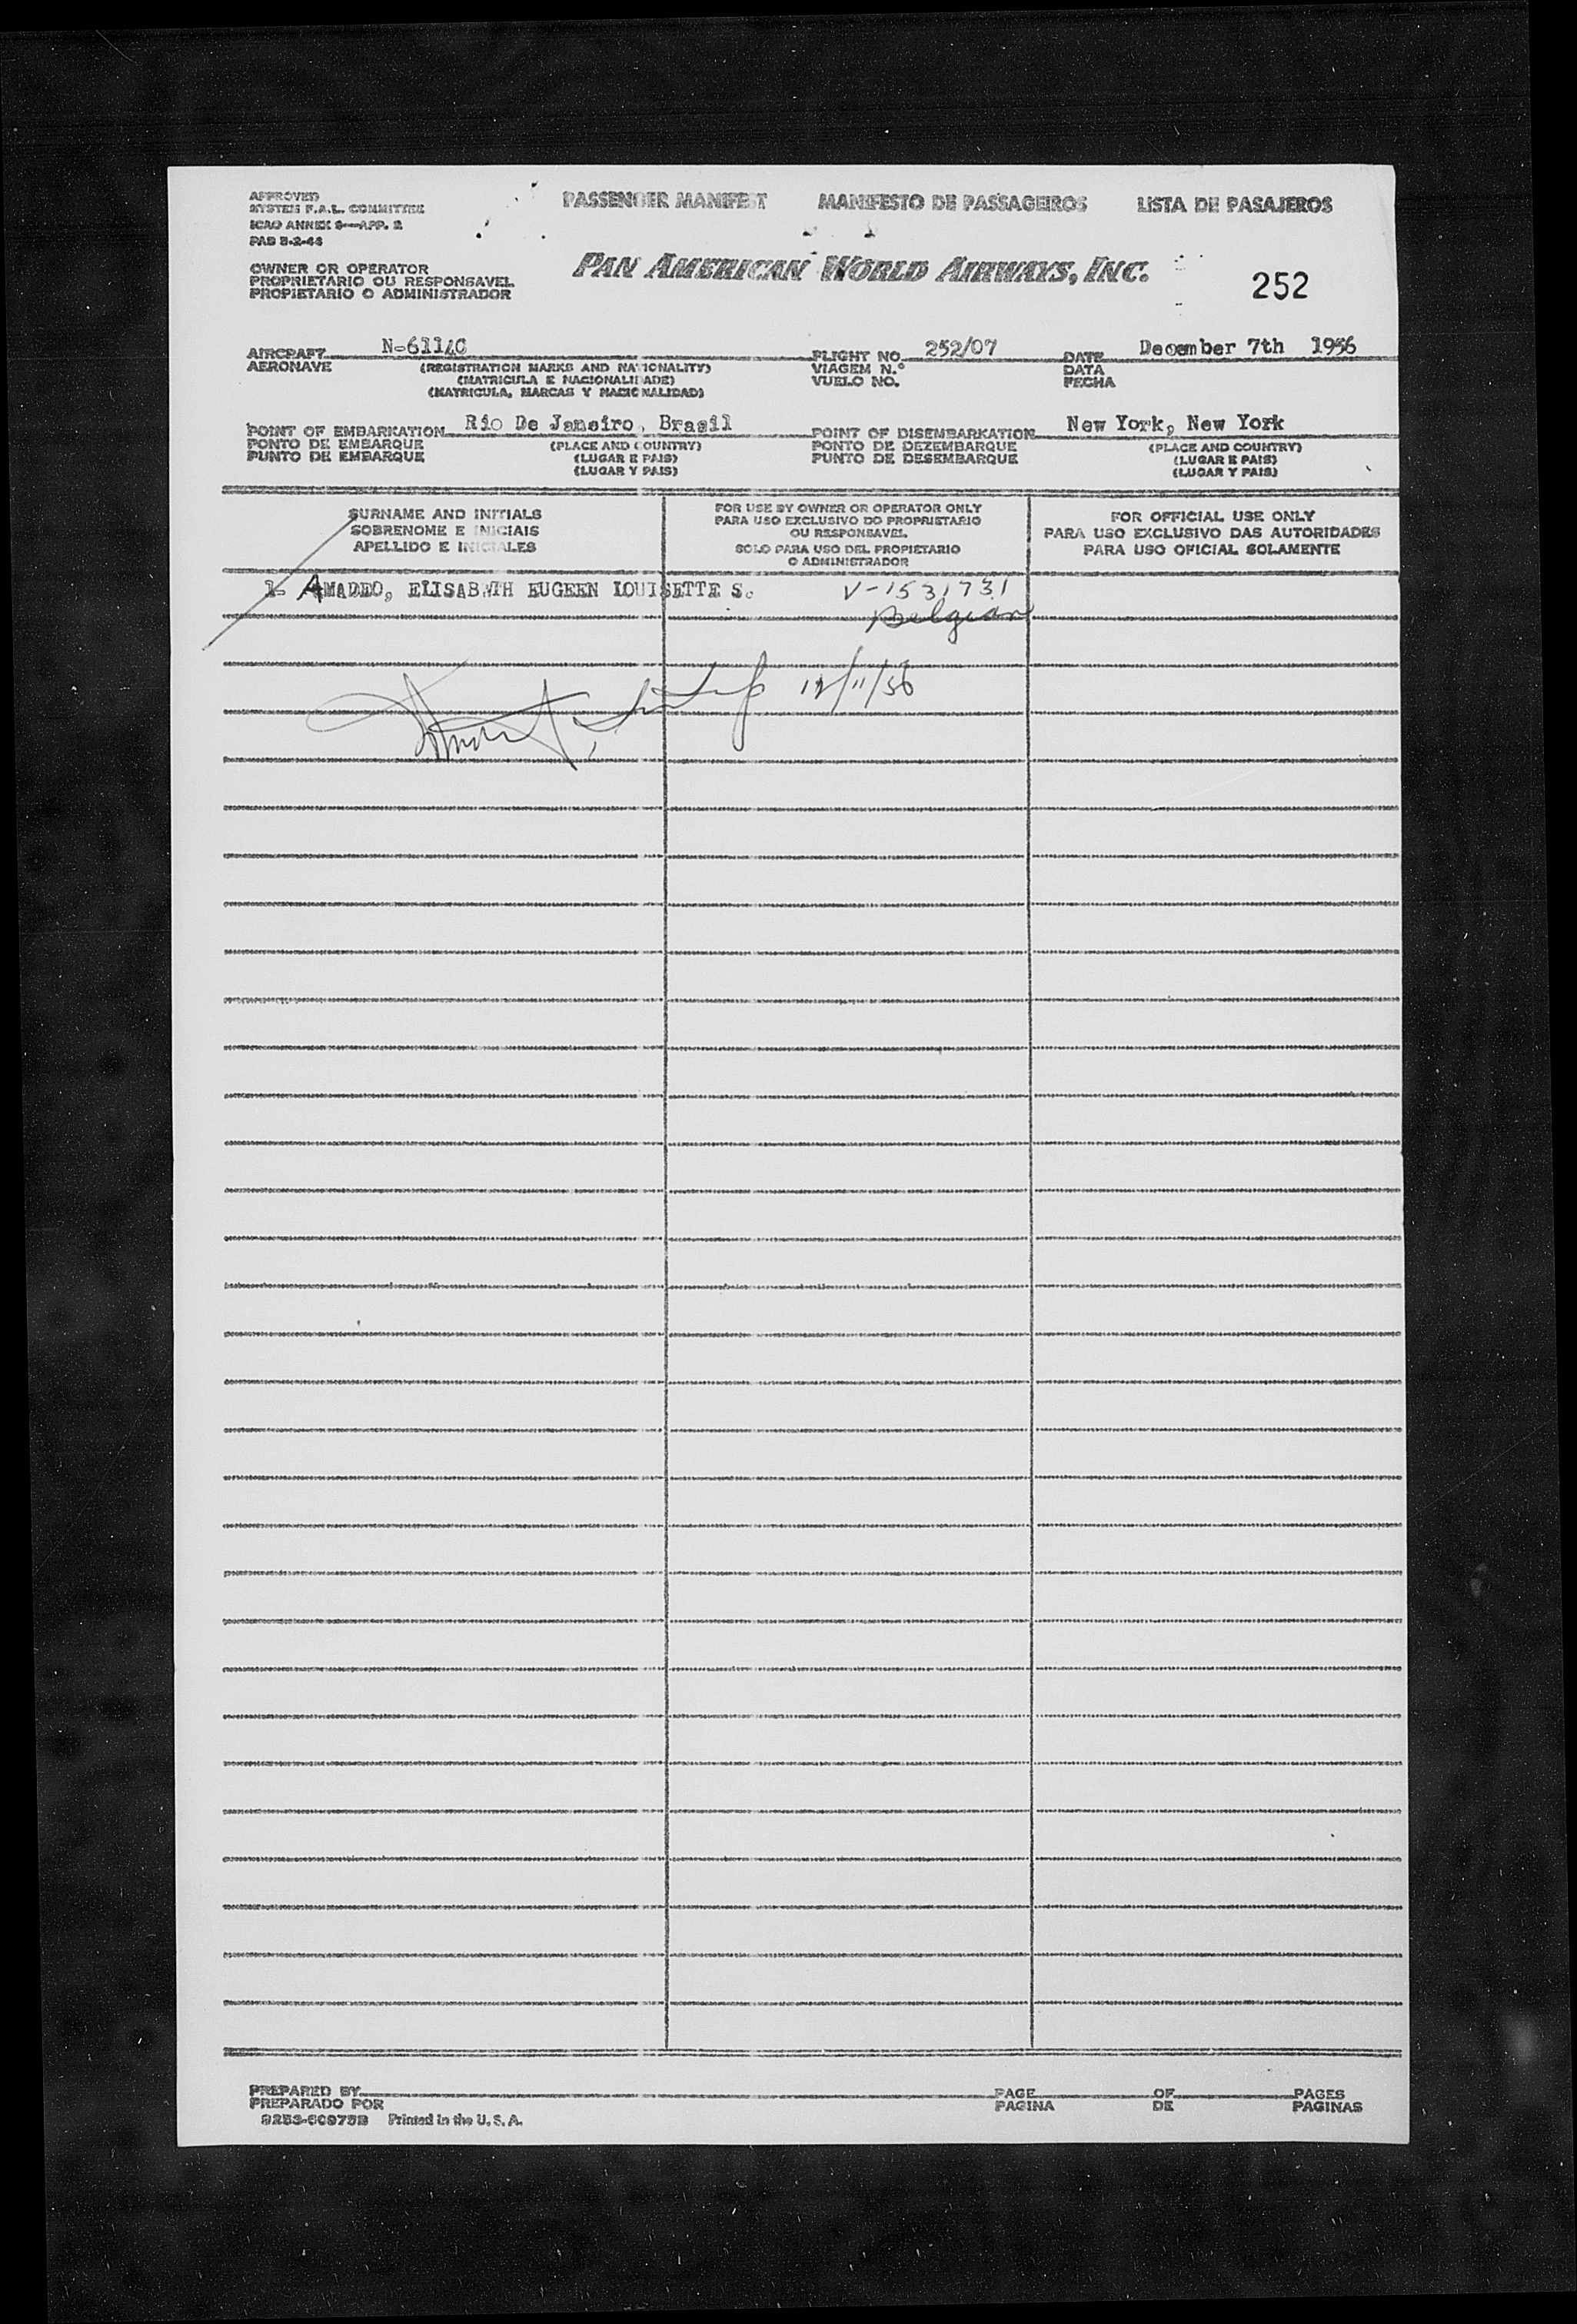 APPROVED
SYSTEM F.A.L. COMMITTEE
ICAO ANNEX 9—APP. 2
PAD 5-2-46
PASSENGER MANIFEST MANIFESTO DE PASSAGEIROS LISTA DE PASAJEROS
OWNER OR OPERATOR
PROPRIETARIO OU RESPONSAVEL
PROPIETARIO O ADMINISTRADOR
PAN AMERICAN WORLD AIRWAYS, INC.
252
AIRCRAFT N-6114C
AERONAVE
(REGISTRATION MARKS AND NATIONALITY)
(MATRICULA E NACIONALIDADE)
(MATRICULA, MARCAS Y NACIONALIDAD)
FLIGHT NO. 252/07
VIAGEM N.º
VUELO NO.
DATE December 7th 1956
DATA
FECHA
POINT OF EMBARKATION Rio De Janeiro, Brasil
PONTO DE EMBARQUE
PUNTO DE EMBARQUE
(PLACE AND COUNTRY)
(LUGAR E PAIS)
(LUGAR Y PAIS)
POINT OF DISEMBARKATION New York, New York
PONTO DE DEZEMBARQUE
PUNTO DE DESEMBARQUE
(PLACE AND COUNTRY)
(LUGAR E PAIS)
(LUGAR Y PAIS)
SURNAME AND INITIALS
SOBRENOME E INICIAIS
APELLIDO E INICIALES
FOR USE BY OWNER OR OPERATOR ONLY
PARA USO EXCLUSIVO DO PROPRIETARIO
OU RESPONSAVEL
SOLO PARA USO DEL PROPIETARIO
O ADMINISTRADOR
FOR OFFICIAL USE ONLY
PARA USO EXCLUSIVO DAS AUTORIDADES
PARA USO OFICIAL SOLAMENTE
1- AMADEO, ELISABETH EUGEEN LOUISETTE S. V-1531731
Belgian
12/11/56
PREPARED BY
PREPARADO POR
PAGE OF PAGES
PAGINA DE PAGINAS
Printed in the U. S. A.